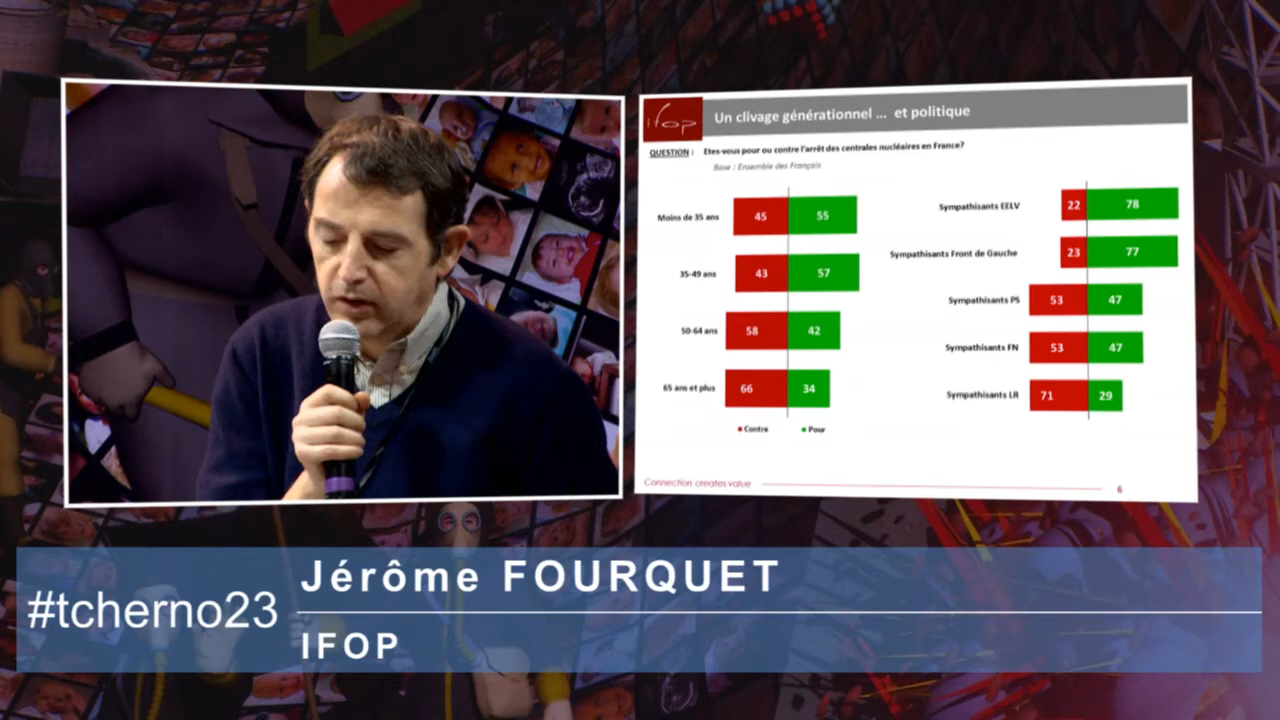 ifop
Un clivage générationnel ... et politique
QUESTION : Etes-vous pour ou contre l'arrêt des centrales nucléaires en France?
Base : Ensemble des Français
Moins de 35 ans 45 55
35-49 ans 43 57
50-64 ans 58 42
65 ans et plus 66 34
Contre Pour
Sympathisants EELV 22 78
Sympathisants Front de Gauche 23 77
Sympathisants PS 53 47
Sympathisants FN 53 47
Sympathisants LR 71 29
Connection creates value 6
#tcherno23
Jérôme FOURQUET
IFOP